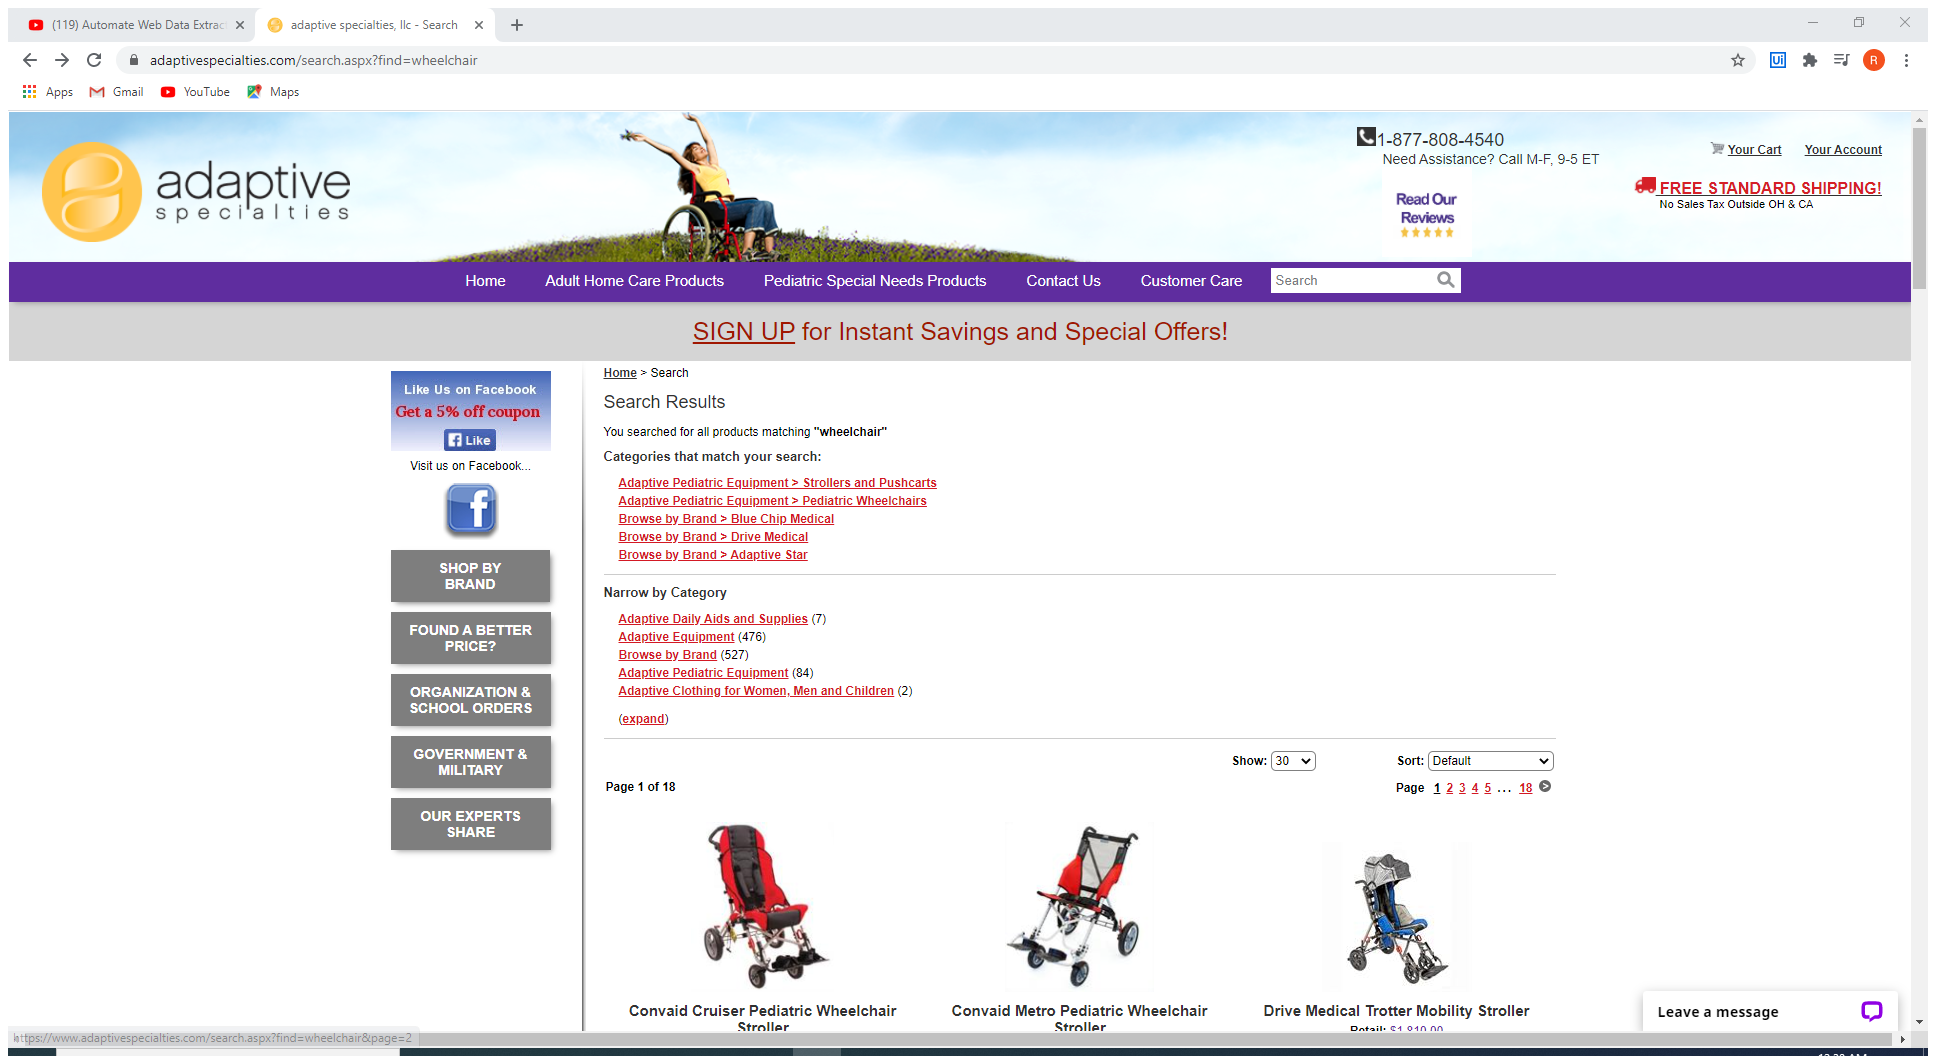 (119) Automate Web Data Extrac
adaptive specialties, llc - Search
adaptivespecialties.com/search.aspx?find=wheelchair
Ui
R
Apps
Gmail
YouTube
Maps
adaptive
specialties
1-877-808-4540
Need Assistance? Call M-F, 9-5 ET
Read Our
Reviews
Your Cart
Your Account
FREE STANDARD SHIPPING!
No Sales Tax Outside OH & CA
Home
Adult Home Care Products
Pediatric Special Needs Products
Contact Us
Customer Care
Search
SIGN UP for Instant Savings and Special Offers!
Like Us on Facebook
Get a 5% off coupon
Like
Visit us on Facebook...
SHOP BY
BRAND
FOUND A BETTER
PRICE?
ORGANIZATION &
SCHOOL ORDERS
GOVERNMENT &
MILITARY
OUR EXPERTS
SHARE
Home > Search
Search Results
You searched for all products matching "wheelchair"
Categories that match your search:
Adaptive Pediatric Equipment > Strollers and Pushcarts
Adaptive Pediatric Equipment > Pediatric Wheelchairs
Browse by Brand > Blue Chip Medical
Browse by Brand > Drive Medical
Browse by Brand > Adaptive Star
Narrow by Category
Adaptive Daily Aids and Supplies (7)
Adaptive Equipment (476)
Browse by Brand (527)
Adaptive Pediatric Equipment (84)
Adaptive Clothing for Women, Men and Children (2)
(expand)
Show: 30
Sort: Default
Page 1 of 18
Page 1 2 3 4 5 ... 18
Convaid Cruiser Pediatric Wheelchair
Stroller
Convaid Metro Pediatric Wheelchair
Stroller
Drive Medical Trotter Mobility Stroller
Retail: $1,810.00
Leave a message
https://www.adaptivespecialties.com/search.aspx?find=wheelchair&page=2